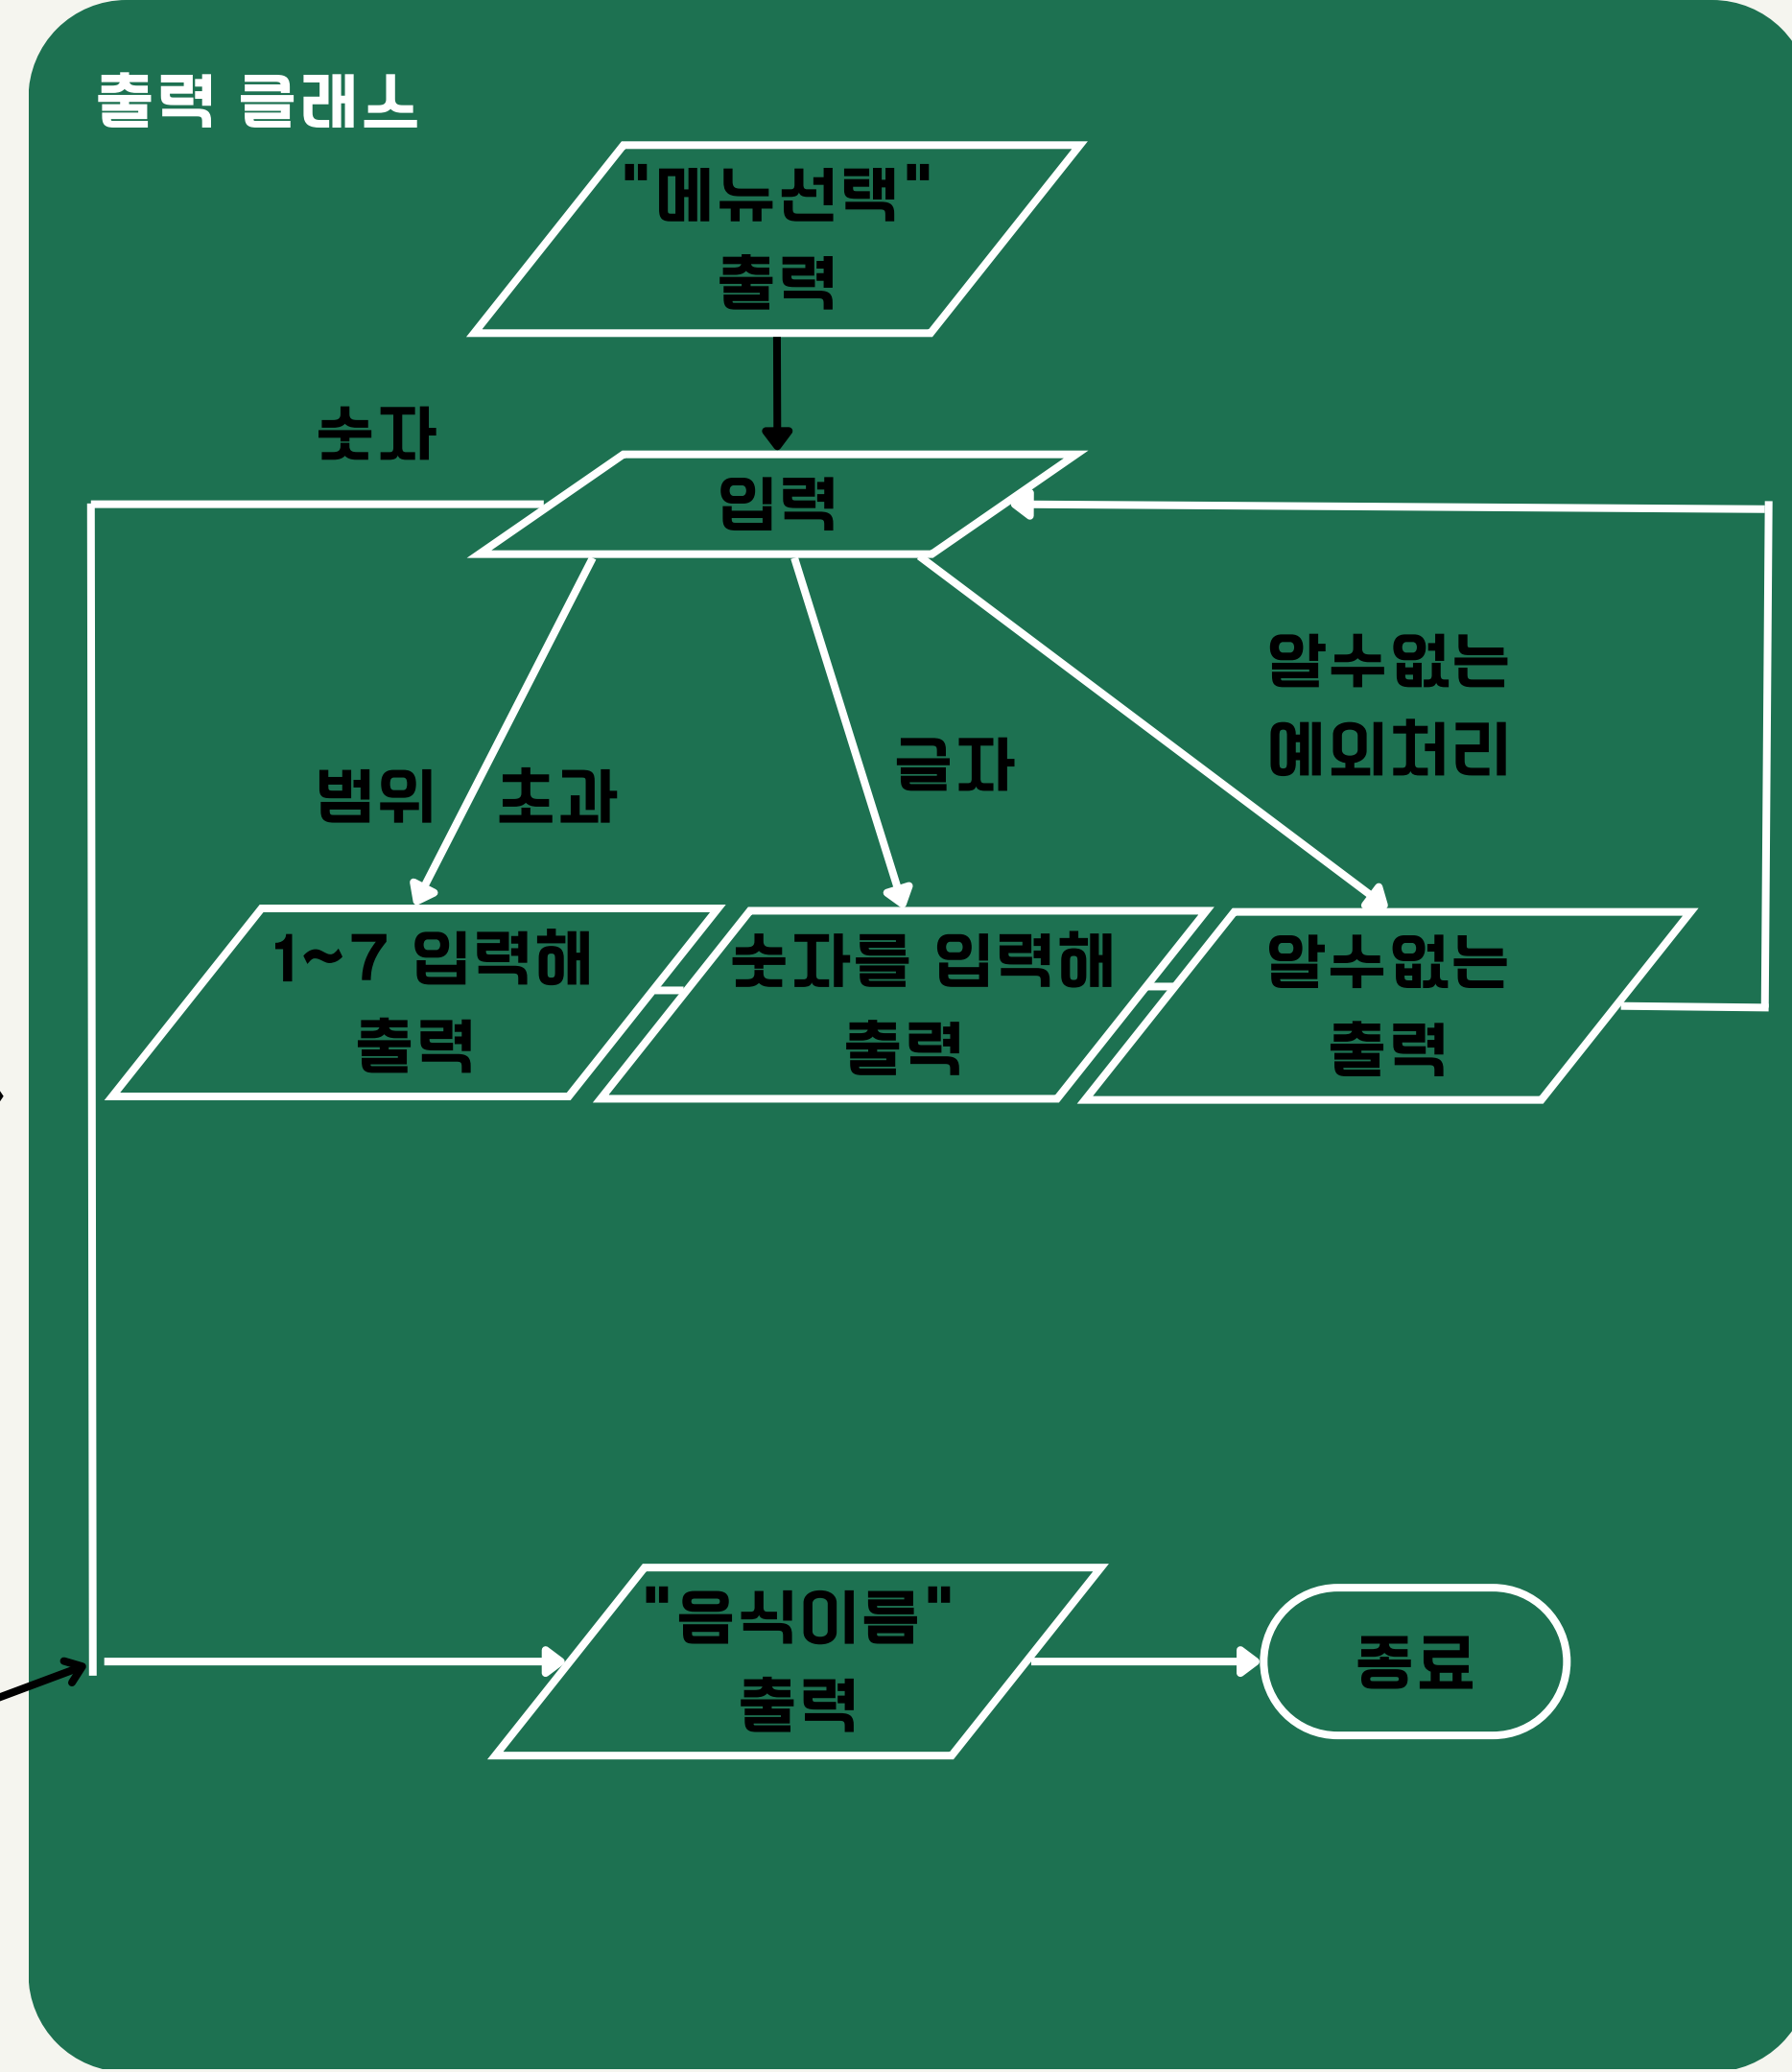 출력 클래스
"메뉴선택"
출력
숫자
입력
알수없는
예외처리
글자
범위 초과
1~7입력해
출력
숫자를 입력해
출력
알수없는
출력
"음식이름"
출력
종료